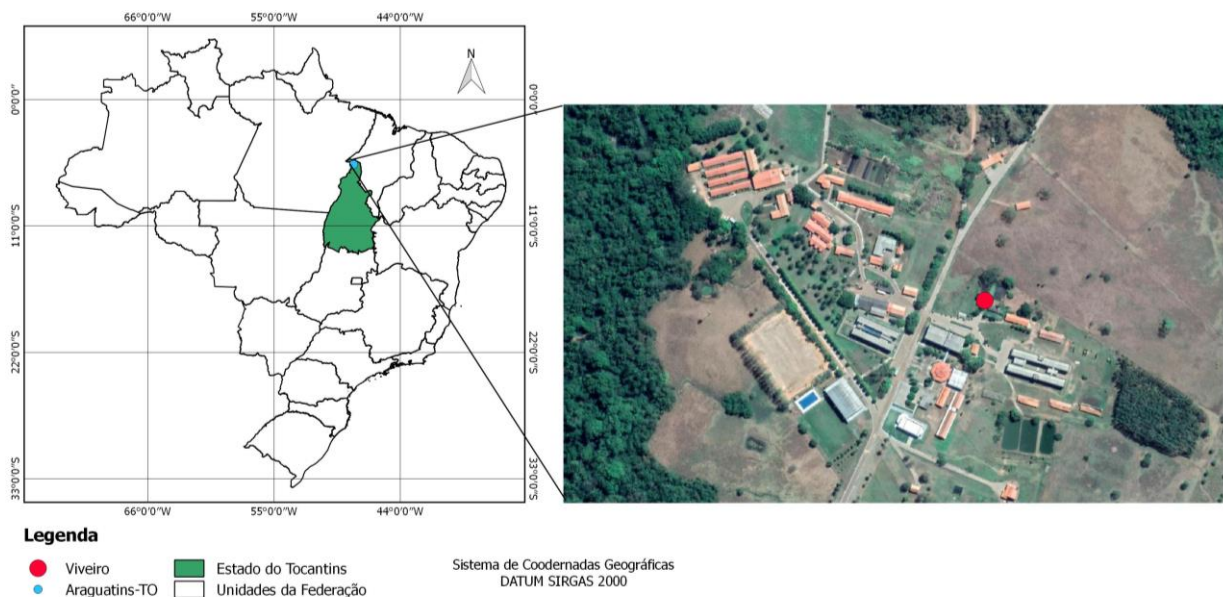 66°0.0'W 55°0.0'W 44°0.0'W
N
0°0.0' 0°0.0'
11°0.0'S 11°0.0'S
22°0.0'S 22°0.0'S
33°0.0'S 33°0.0'S
66°0.0'W 55°0.0'W 44°0.0'W
Legenda
Viveiro
Estado do Tocantins
Araguatins-TO
Unidades da Federação
Sistema de Coodernadas Geográficas
DATUM SIRGAS 2000